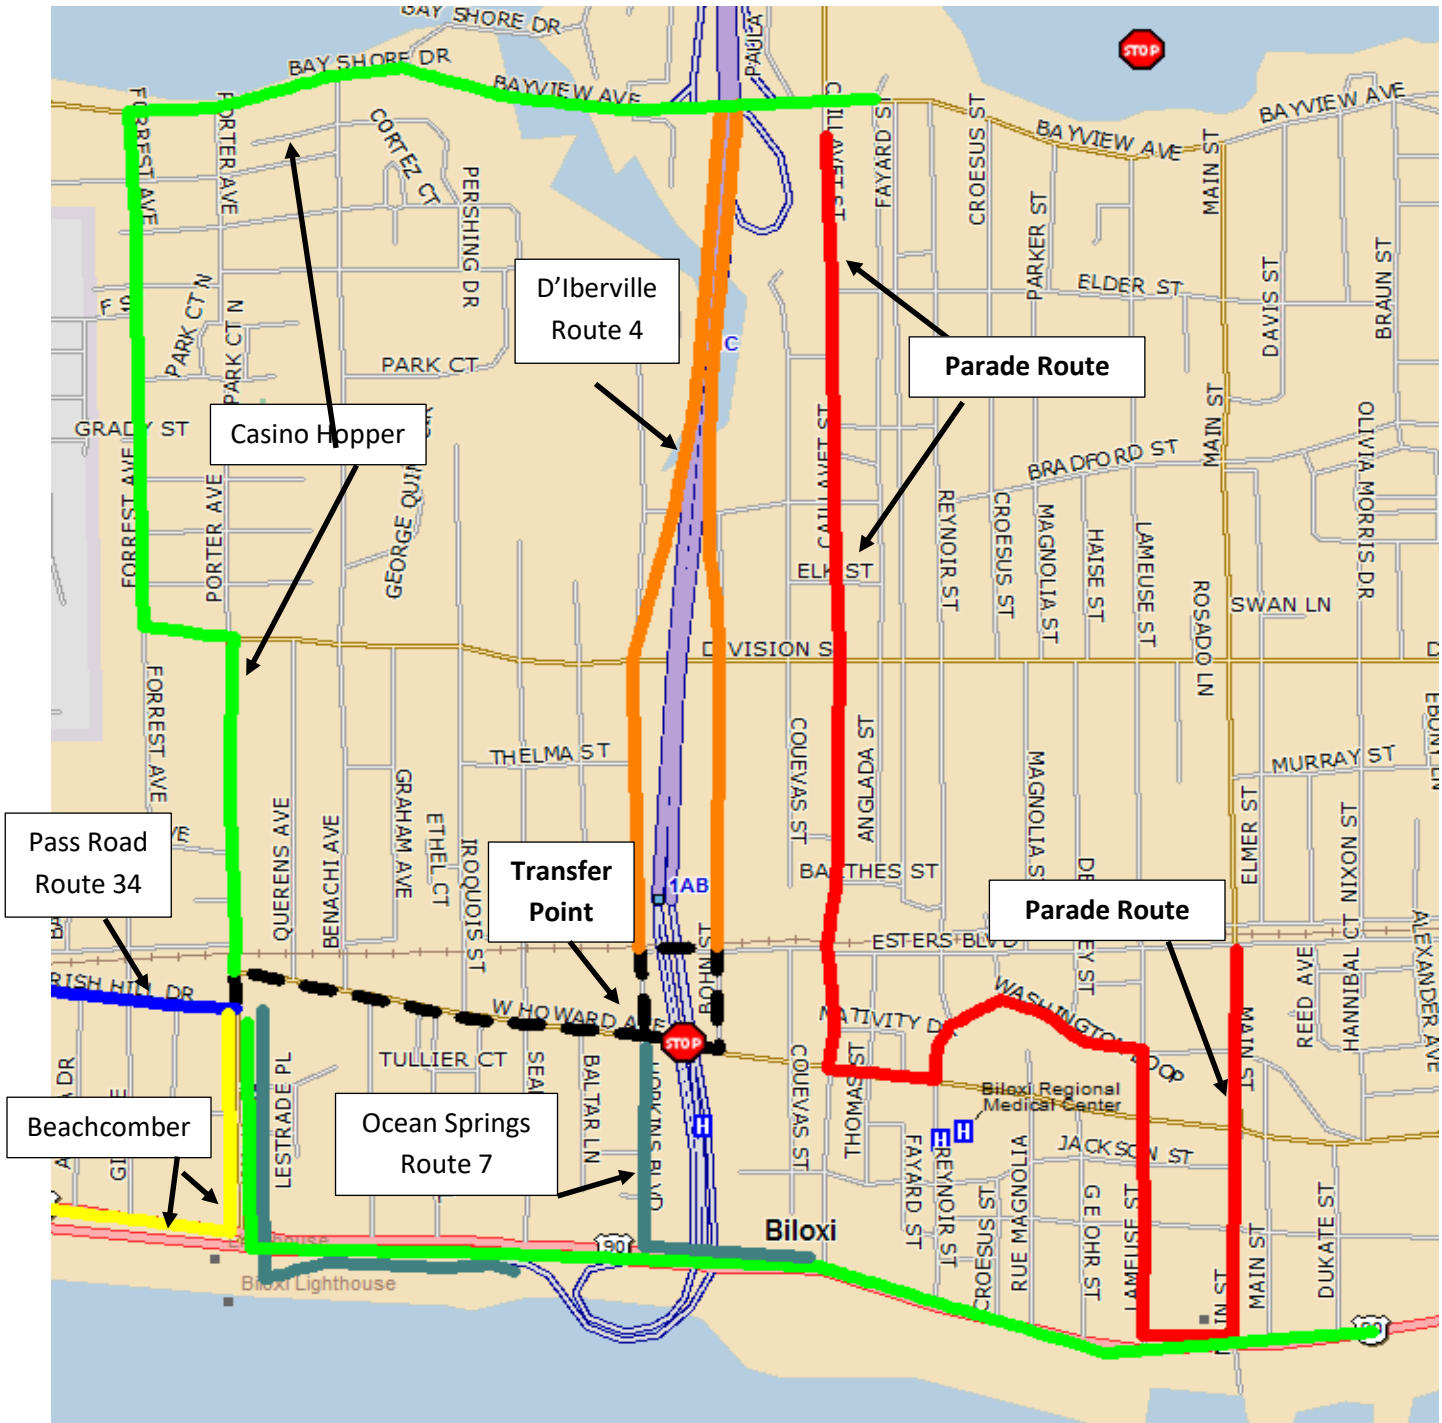 BAY SHORE DR
STOP
PAULA
BAY SHORE DR
BAYVIEW AVE
BAYVIEW AVE
BAYVIEW AVE
FORREST AVE
PORTER AVE
CORTEZ CT
PERSHING DR
FAYARD ST
CROESUS ST
MAIN ST
PARKER ST
ELDER ST
DAVIS ST
BRAUN ST
D'Iberville
Route 4
C
PARK CT N
PARK CT N
PARK CT
Parade Route
GRADY ST
Casino Hopper
MAIN ST
BRADFORD ST
OLIVIA MORRIS DR
FORREST AVE
PORTER AVE
REYNOIR ST
CROESUS ST
MAGNOLIA ST
HAISE ST
LAMEUSE ST
ELK ST
ROSADO LN
SWAN LN
FORREST AVE
THELMA ST
COUEVAS ST
ANGLADA ST
MURRAY ST
QUERENS AVE
BENACHI AVE
GRAHAM AVE
ETHEL CT
IROQUOIS ST
ELMER ST
Pass Road
Route 34
Transfer
Point
1AB
Parade Route
ESTERS BLVD
REED AVE
HANNIBAL CT
NIXON ST
ALEXANDER AVE
W HOWARD AVE
STOP
NATIVITY DR
WASHINGTON LOOP
MAIN ST
TULLIER CT
LESTRADE PL
BALTAR LN
HOPKINS BLVD
COUEVAS ST
THOMAS ST
Biloxi Regional
Medical Center
H
H
H
Beachcomber
Ocean Springs
Route 7
JACKSON ST
FAYARD ST
REYNOIR ST
CROESUS ST
RUE MAGNOLIA
G E OHR ST
LAMEUSE ST
MAIN ST
DUKATE ST
Biloxi
90
Biloxi Lighthouse